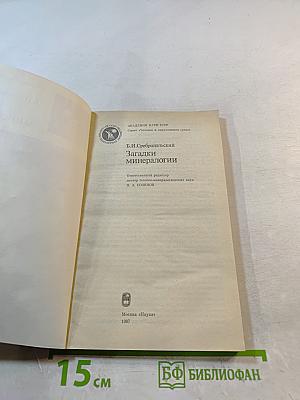 АКАДЕМИЯ НАУК СССР
Серия «Человек и окружающая среда»
Б.И.Сребродольский
Загадки
минералогии
Ответственный редактор
доктор геолого-минералогических наук
Москва «Наука»
1987
15 см
БФ БИБЛИОФАН